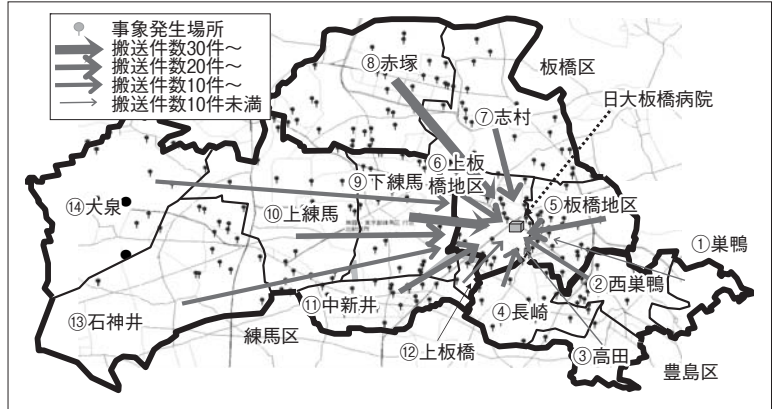 事象発生場所
搬送件数30件～
搬送件数20件～
搬送件数10件～
搬送件数10件未満
⑧赤塚
板橋区
日大板橋病院
⑦志村
⑥上板
橋地区
⑨下練馬
⑭大泉
⑩上練馬
⑤板橋地区
①巣鴨
②西巣鴨
④長崎
⑪中新井
⑬石神井
練馬区
⑫上板橋
③高田
豊島区